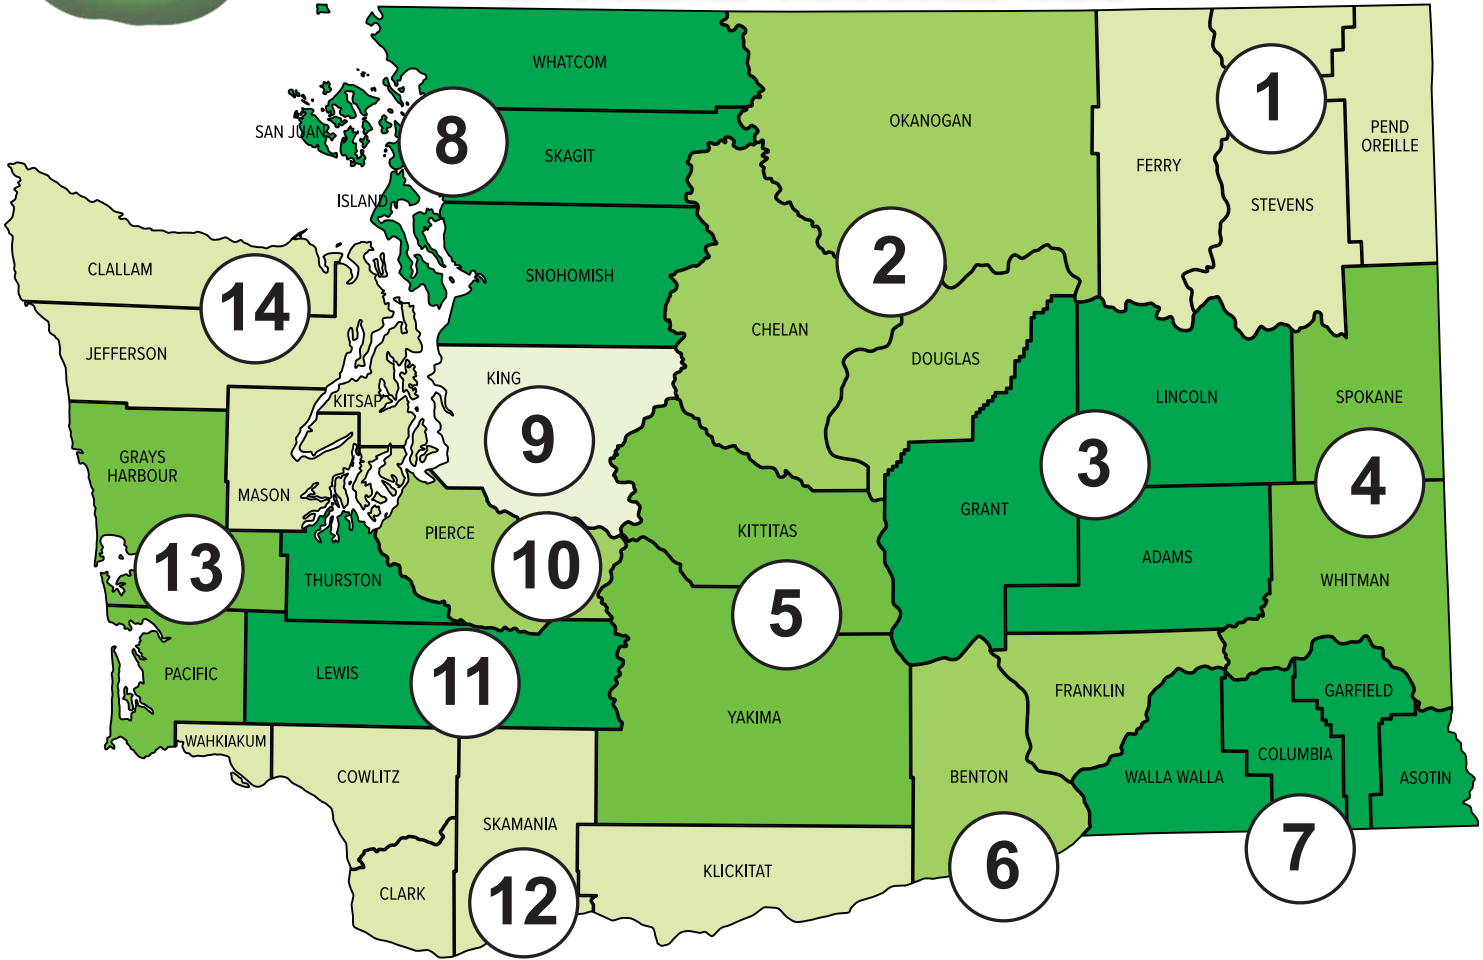 WHATCOM
SAN JUAN
8
SKAGIT
ISLAND
SNOHOMISH
OKANOGAN
FERRY
1
STEVENS
PEND
OREILLE
2
CHELAN
DOUGLAS
CLALLAM
14
JEFFERSON
KITSAP
KING
9
LINCOLN
SPOKANE
3
4
GRAYS
HARBOUR
MASON
GRANT
ADAMS
WHITMAN
PIERCE
10
KITTITAS
5
13
THURSTON
PACIFIC
LEWIS
11
YAKIMA
FRANKLIN
GARFIELD
WAHKIAKUM
COWLITZ
SKAMANIA
BENTON
WALLA WALLA
COLUMBIA
ASOTIN
CLARK
12
KLICKITAT
6
7